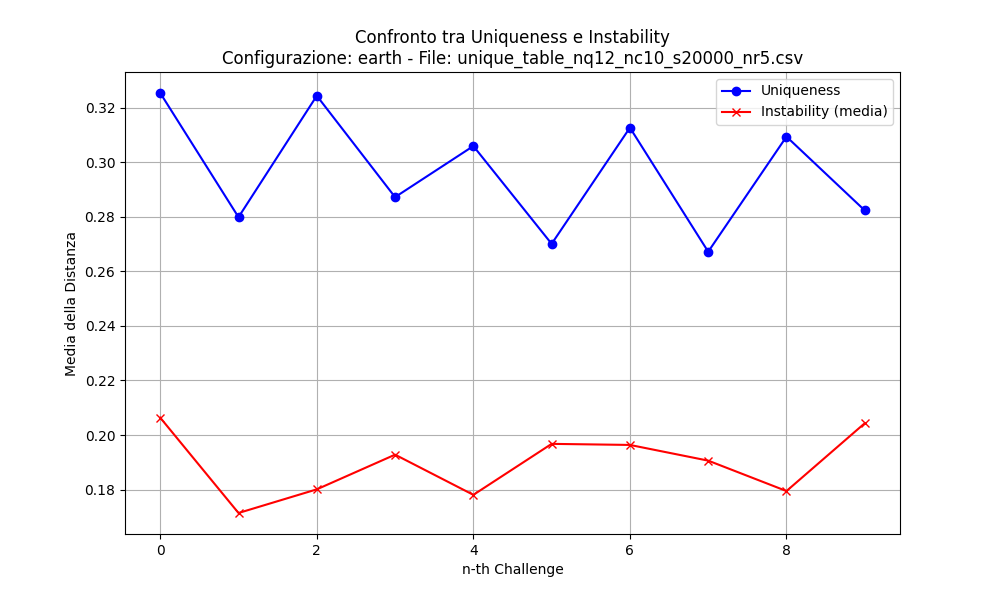 Confronto tra Uniqueness e Instability
Configurazione: earth - File: unique_table_nq12_nc10_s20000_nr5.csv
Uniqueness
Instability (media)
Media della Distanza
0.32
0.30
0.28
0.26
0.24
0.22
0.20
0.18
0 2 4 6 8
n-th Challenge